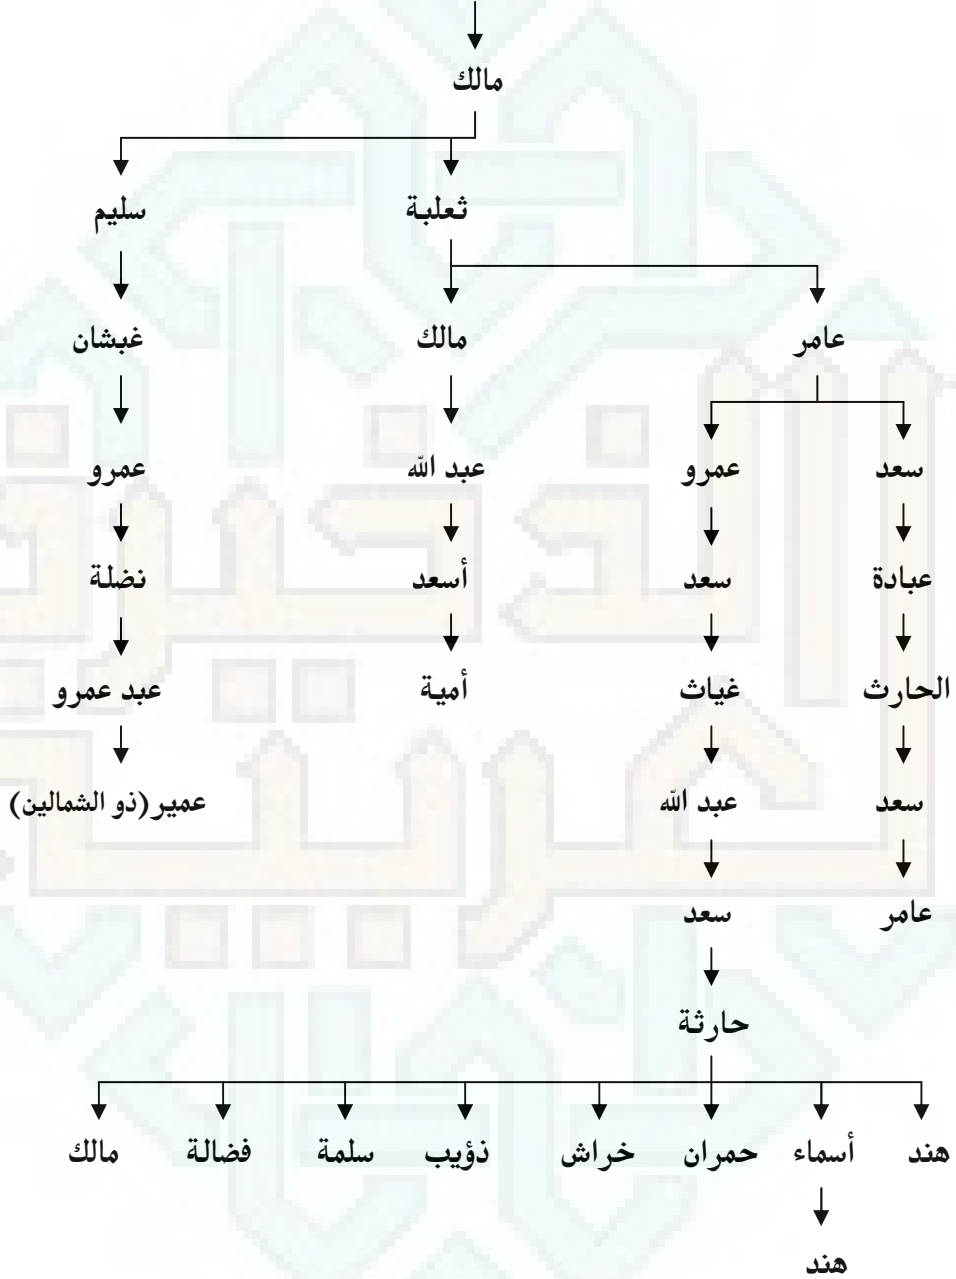 مالك
ثعلبة سليم
عامر مالك غبشان
سعد عمرو عبد الله عمرو
عبادة سعد أسعد نضلة
الحارث غياث أمية عبد عمرو
سعد عبد الله عمير (ذو الشمالين)
عامر سعد
حارثة
هند أسماء حمران خراش ذؤيب سلمة فضالة مالك
هند